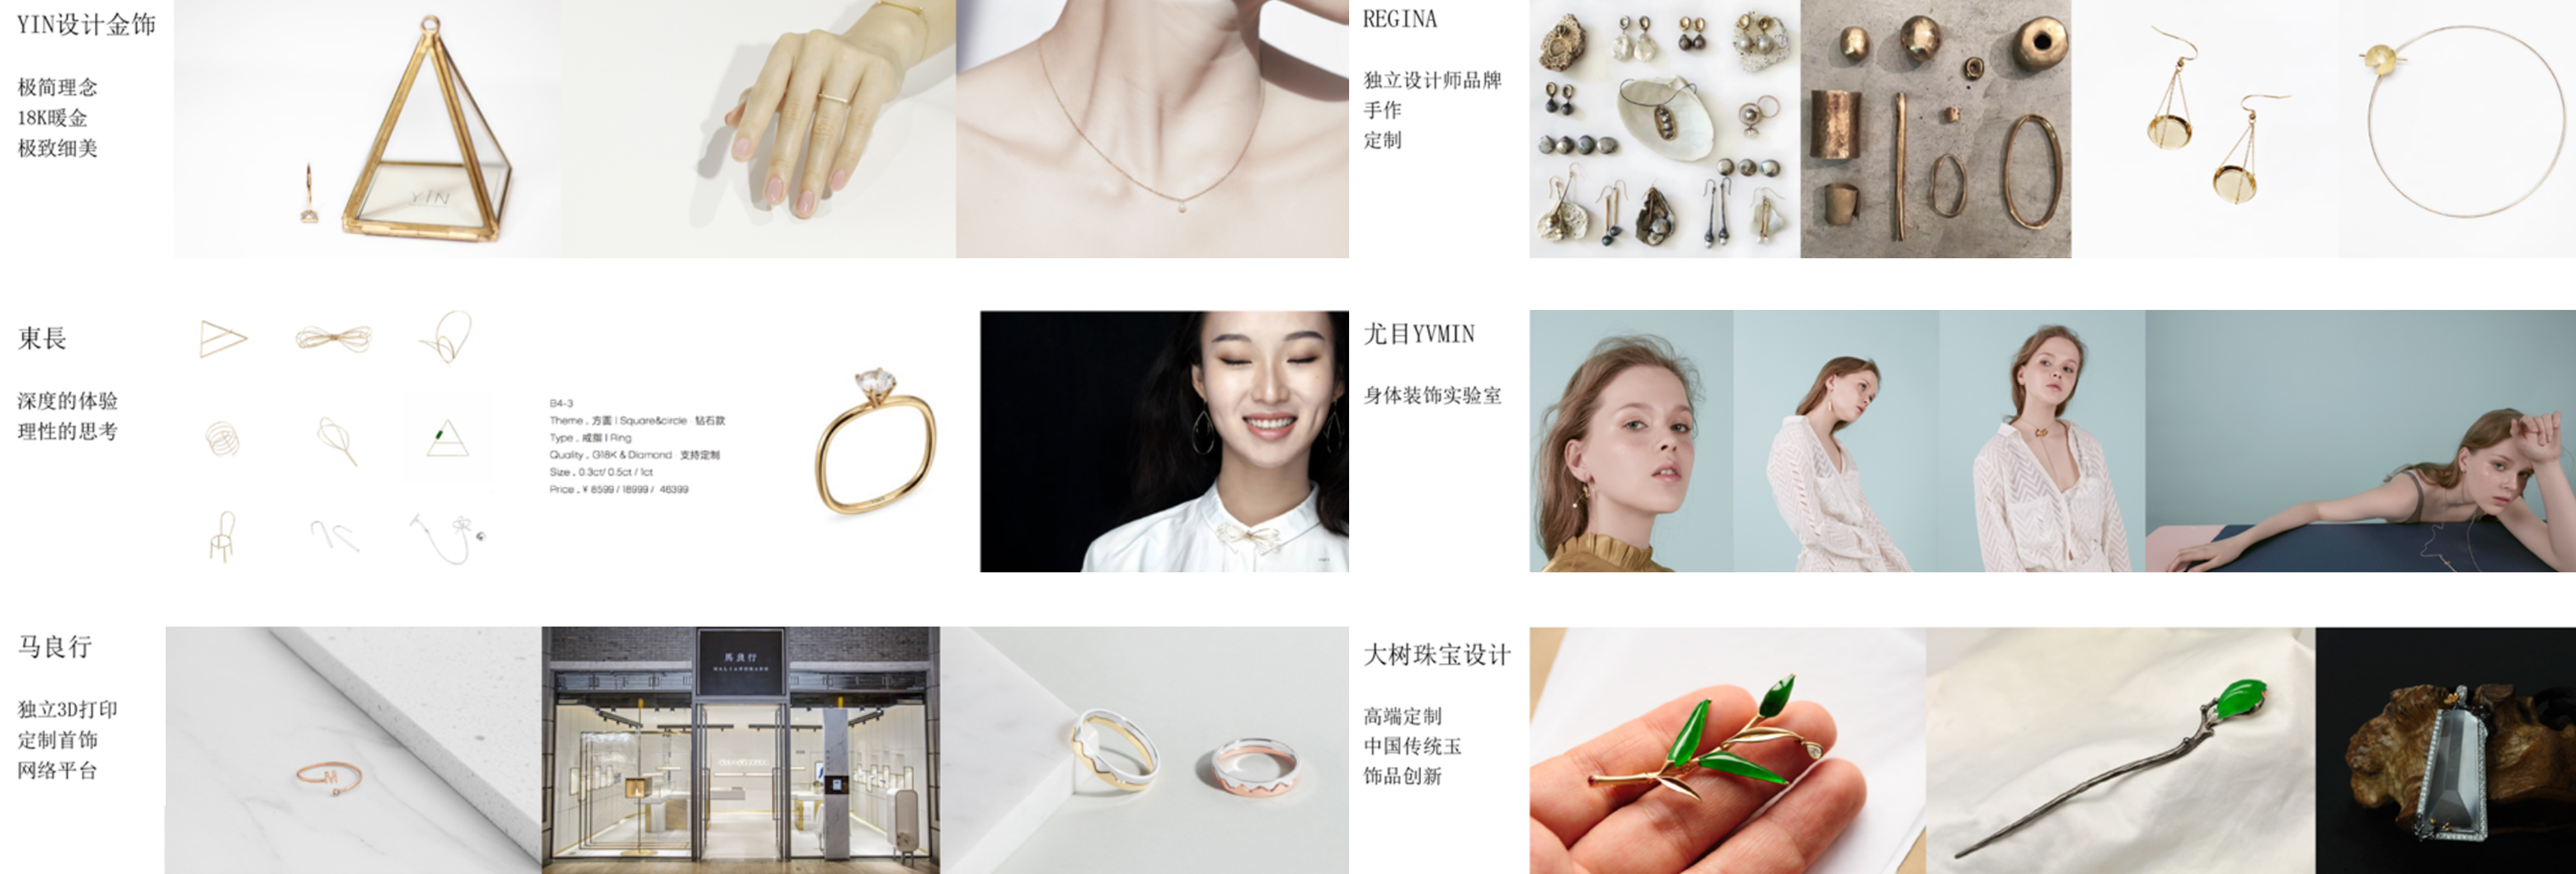 YIN设计金饰
极简理念
18K暖金
极致细美
YIN
REGINA
独立设计师品牌
手作
定制
東長
深度的体验
理性的思考
B4-3
Theme . 方圆 | Square&circle 钻石款
Type . 戒指 | Ring
Quality . G18K & Diamond 支持定制
Size . 0.3ct/ 0.5ct / 1ct
Price . ¥ 8599 / 18999 / 46399
尤目YVMIN
身体装饰实验室
马良行
独立3D打印
定制首饰
网络平台
馬良行
MALIANGHANG
M
大树珠宝设计
高端定制
中国传统玉
饰品创新